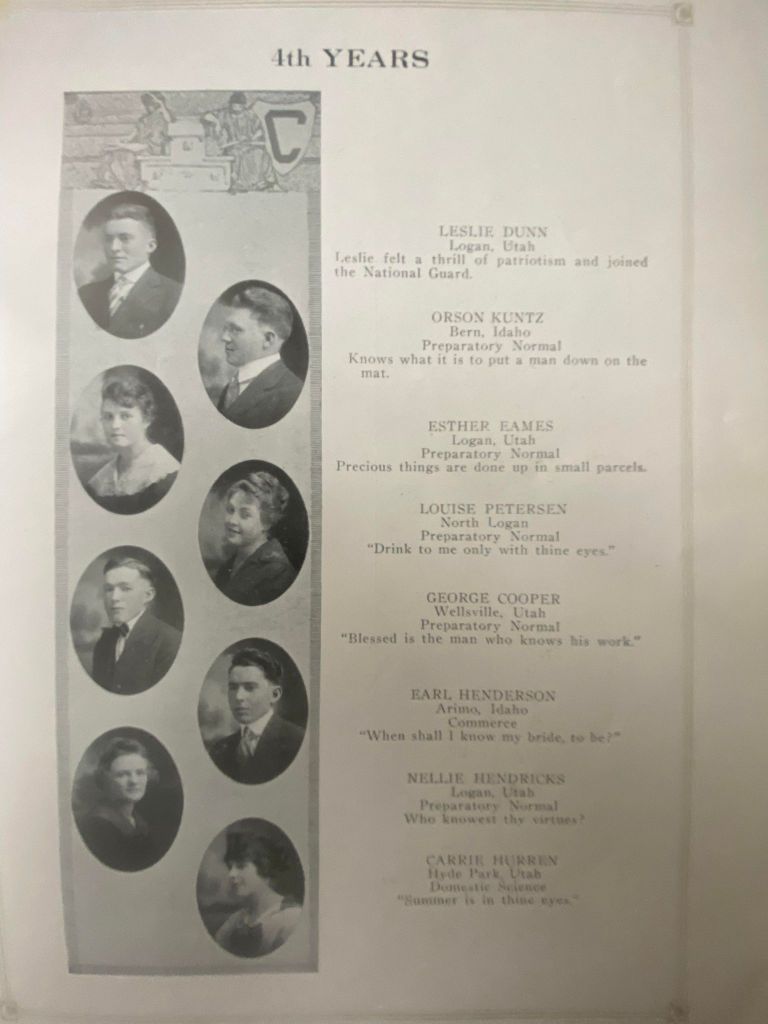 4th YEARS
C
LESLIE DUNN
Logan, Utah
Leslie felt a thrill of patriotism and joined
the National Guard.
ORSON KUNTZ
Bern, Idaho
Preparatory Normal
Knows what it is to put a man down on the
mat.
ESTHER EAMES
Logan, Utah
Preparatory Normal
Precious things are done up in small parcels.
LOUISE PETERSEN
North Logan
Preparatory Normal
"Drink to me only with thine eyes."
GEORGE COOPER
Wellsville, Utah
Preparatory Normal
"Blessed is the man who knows his work."
EARL HENDERSON
Arimo, Idaho
Commerce
"When shall I know my bride, to be?"
NELLIE HENDRICKS
Logan, Utah
Preparatory Normal
Who knowest thy virtues?
CARRIE HURREN
Hyde Park, Utah
Domestic Science
"Summer is in thine eyes."